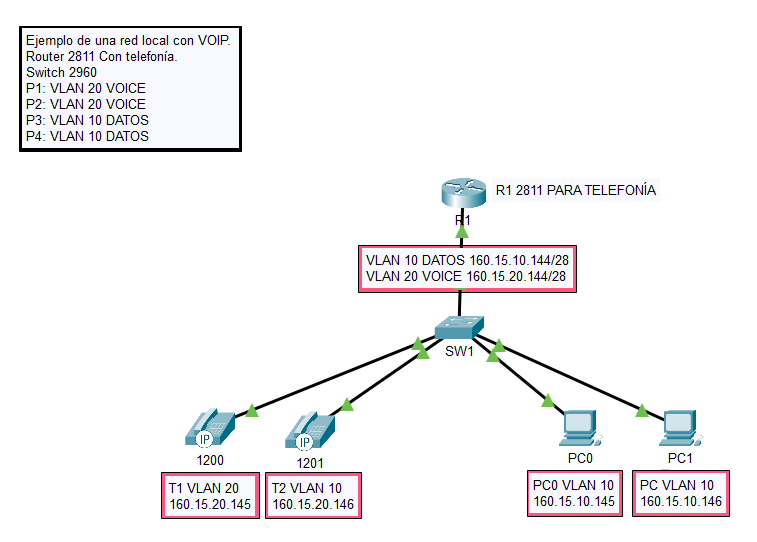 Ejemplo de una red local con VOIP.
Router 2811 Con telefonía.
Switch 2960
P1: VLAN 20 VOICE
P2: VLAN 20 VOICE
P3: VLAN 10 DATOS
P4: VLAN 10 DATOS
R1 2811 PARA TELEFONÍA
R1
VLAN 10 DATOS 160.15.10.144/28
VLAN 20 VOICE 160.15.20.144/28
SW1
IP
1200
IP
1201
PC0
PC1
T1 VLAN 20
160.15.20.145
T2 VLAN 10
160.15.20.146
PC0 VLAN 10
160.15.10.145
PC VLAN 10
160.15.10.146